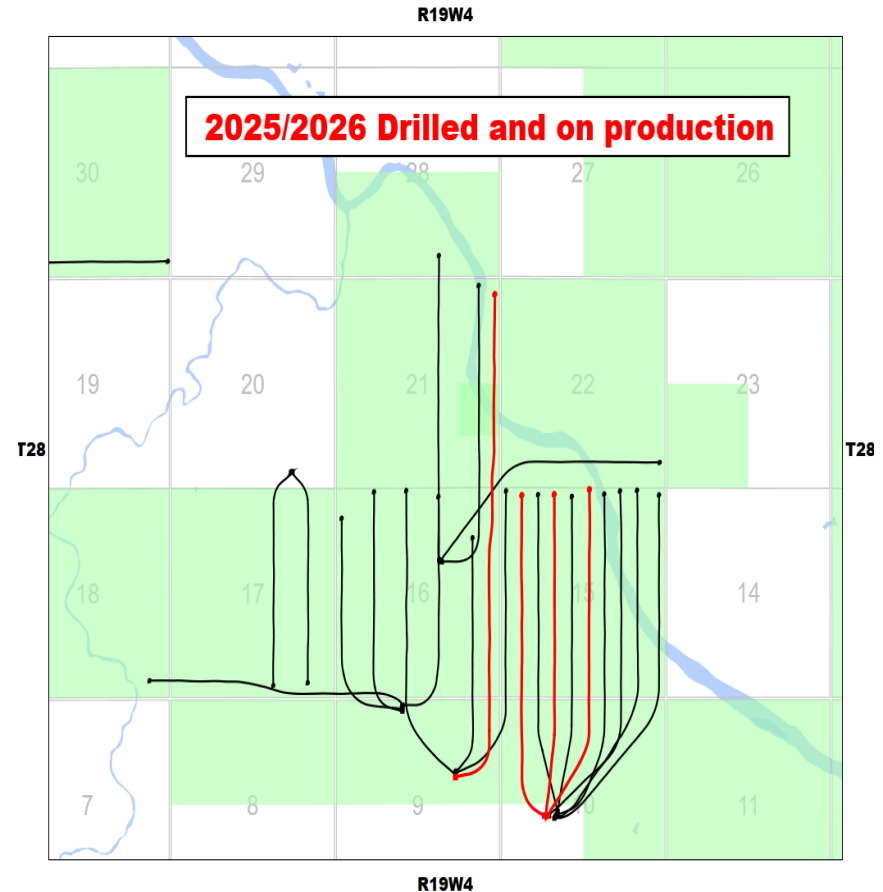 R19W4
2025/2026 Drilled and on production
30 29 28 27 26
19 20 21 22 23
T28 T28
18 17 16 15 14
7 8 9 10 11
R19W4